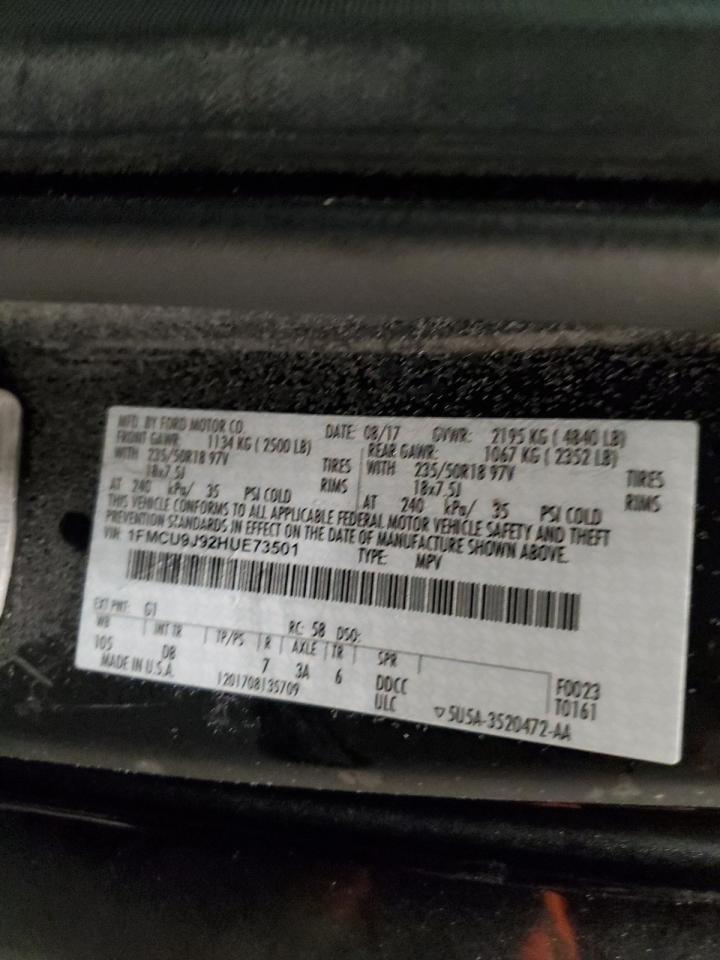 MFD. BY FORD MOTOR CO. DATE: 08/17 GVWR: 2195 KG ( 4840 LB)
FRONT GAWR: 1134 KG ( 2500 LB) REAR GAWR: 1067 KG ( 2352 LB)
WITH 235/50R18 97V TIRES WITH 235/50R18 97V TIRES
18x7.5J RIMS 18x7.5J RIMS
AT 240 kPa/ 35 PSI COLD AT 240 kPa/ 35 PSI COLD
THIS VEHICLE CONFORMS TO ALL APPLICABLE FEDERAL MOTOR VEHICLE SAFETY AND THEFT
PREVENTION STANDARDS IN EFFECT ON THE DATE OF MANUFACTURE SHOWN ABOVE.
VIN: 1FMCU9J92HUE73501 TYPE: MPV
EXT PNT: G1 RC: 58 DSO:
WB INT TR TP/PS R AXLE TR SPR
105 DB 7 3A 6 DDCC F0023
MADE IN U.S.A. 1201708135709 ULC T0161
▽ 5U5A-3520472-AA